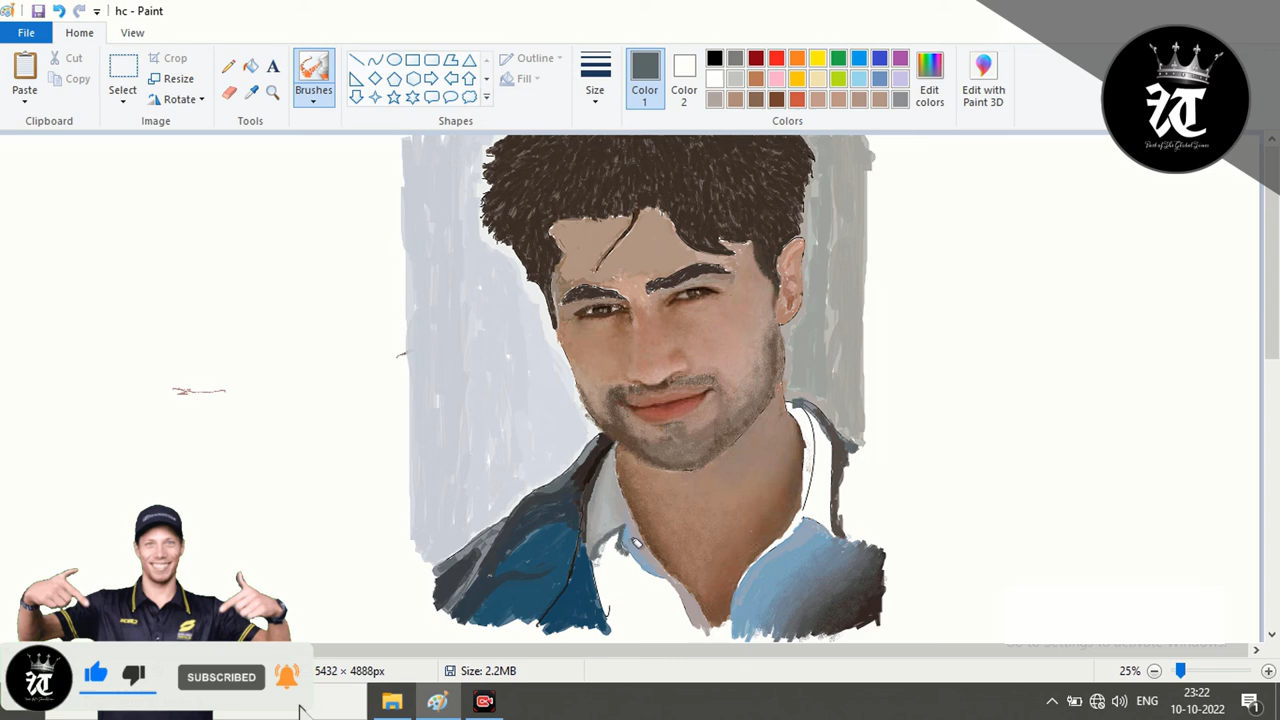 hc - Paint
File
Home
View
Paste
Cut
Copy
Clipboard
Select
Crop
Resize
Rotate
Image
A
Tools
Brushes
Outline
Fill
Shapes
Size
Color
1
Color
2
Edit
colors
Edit with
Paint 3D
Colors
SUBSCRIBED
5432 × 4888px
Size: 2.2MB
25%
ENG
23:22
10-10-2022
1